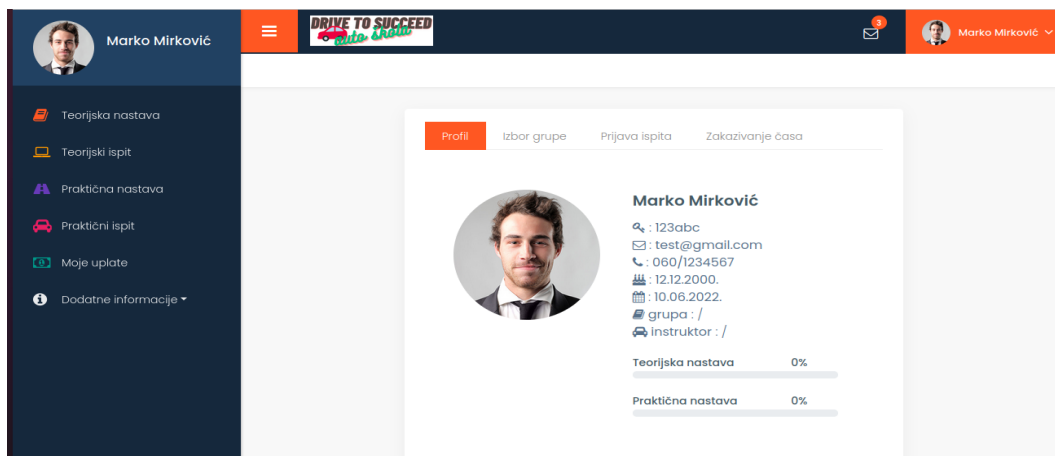 Marko Mirković
DRIVE TO SUCCEED
auto škola
3
Marko Mirković
Teorijska nastava
Teorijski ispit
Praktična nastava
Praktični ispit
Moje uplate
Dodatne informacije
Profil
Izbor grupe
Prijava ispita
Zakazivanje časa
Marko Mirković
: 123abc
: test@gmail.com
: 060/1234567
: 12.12.2000.
: 10.06.2022.
grupa : /
instruktor : /
Teorijska nastava 0%
Praktična nastava 0%